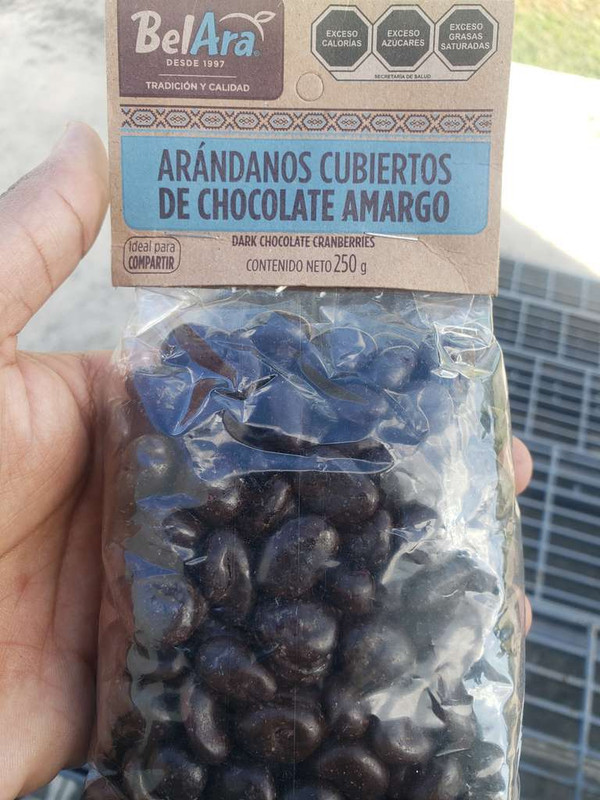 BelAra
DESDE 1997
TRADICIÓN Y CALIDAD
EXCESO
CALORÍAS
EXCESO
AZÚCARES
EXCESO
GRASAS
SATURADAS
SECRETARÍA DE SALUD
ARÁNDANOS CUBIERTOS
DE CHOCOLATE AMARGO
DARK CHOCOLATE CRANBERRIES
ideal para
COMPARTIR
CONTENIDO NETO 250 g